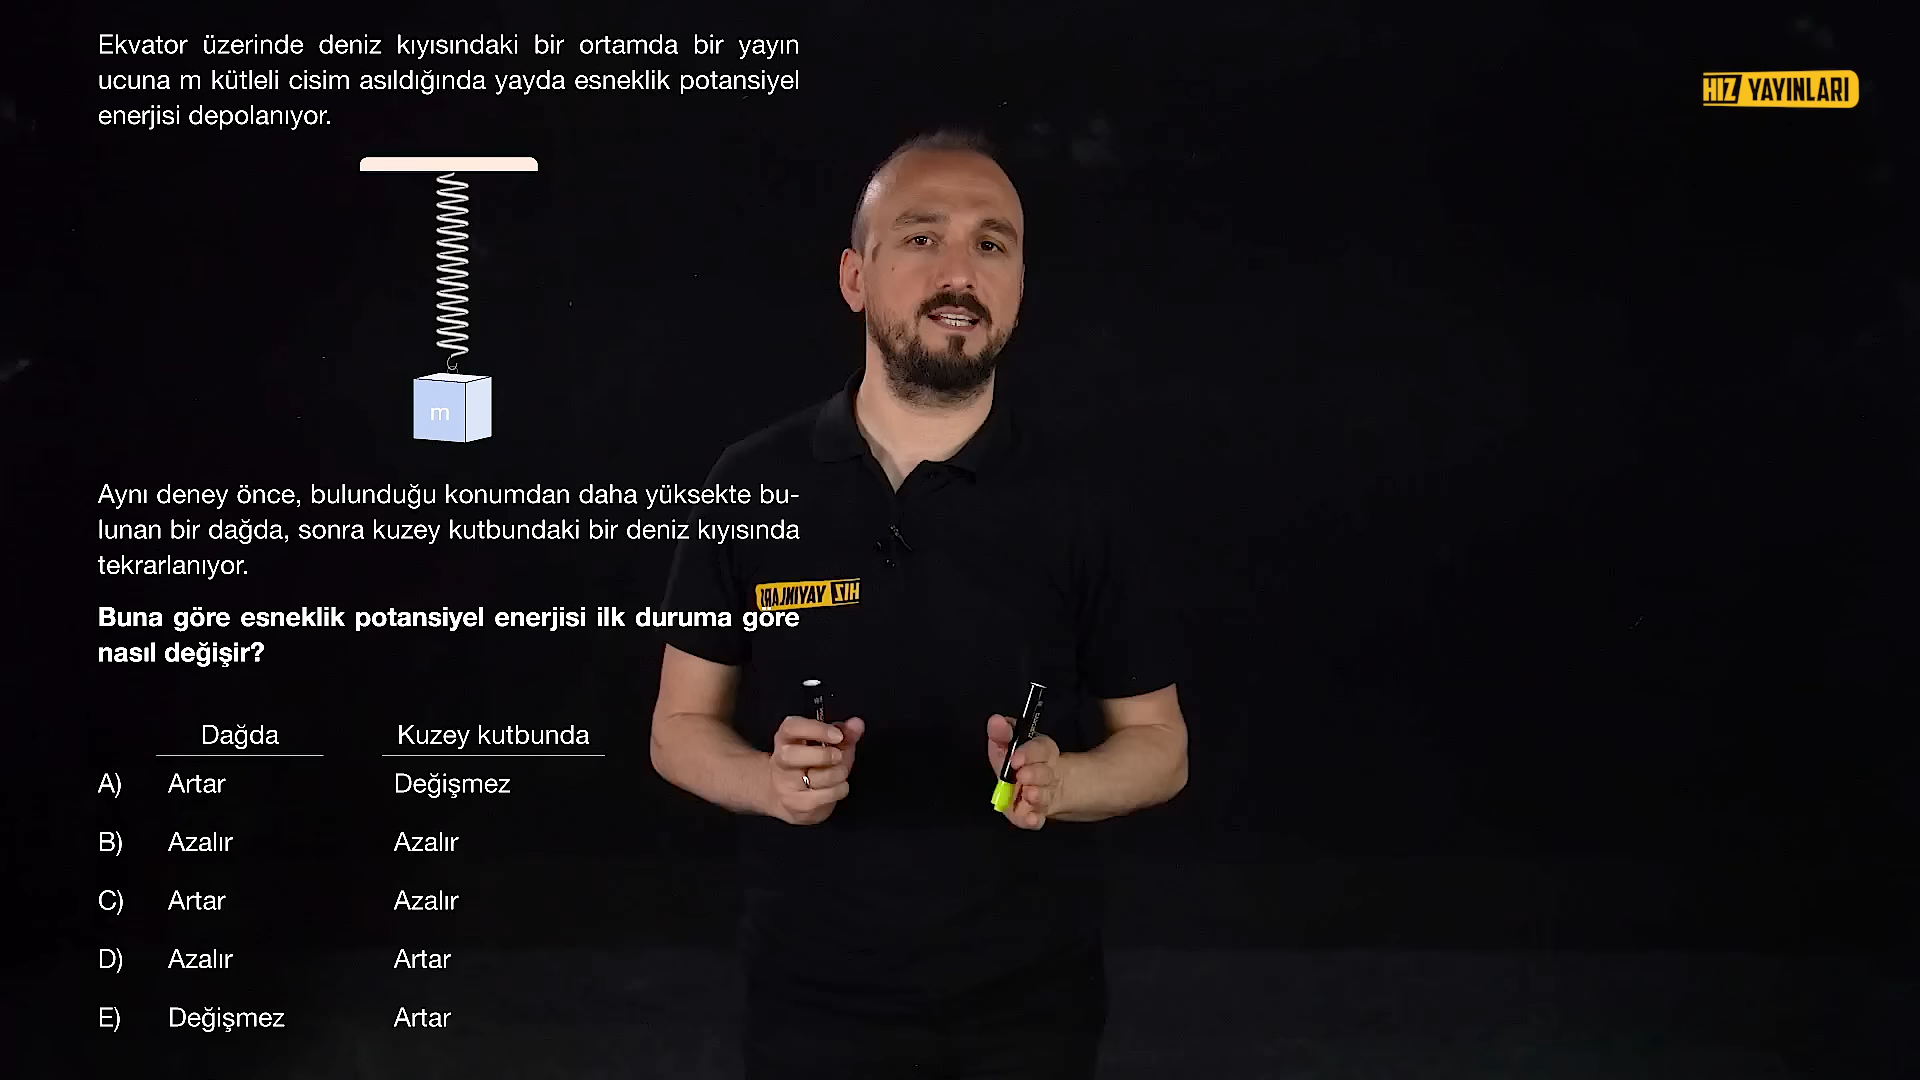 Ekvator üzerinde deniz kıyısındaki bir ortamda bir yayın
ucuna m kütleli cisim asıldığında yayda esneklik potansiyel
enerjisi depolanıyor.
HIZ YAYINLARI
m
Aynı deney önce, bulunduğu konumdan daha yüksekte bu-
lunan bir dağda, sonra kuzey kutbundaki bir deniz kıyısında
tekrarlanıyor.
HIZ YAYINLARI
Buna göre esneklik potansiyel enerjisi ilk duruma göre
nasıl değişir?
Dağda Kuzey kutbunda
A) Artar Değişmez
B) Azalır Azalır
C) Artar Azalır
D) Azalır Artar
E) Değişmez Artar